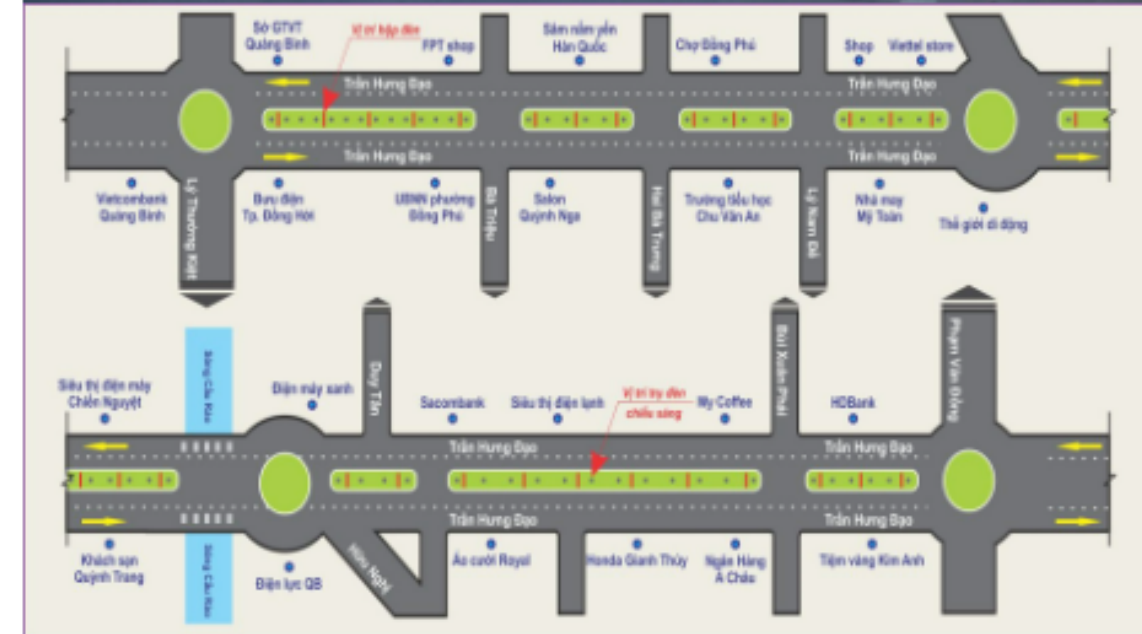 Sở GTVT
Quảng Bình
Vị trí hộp đèn
FPT shop
Sâm nấm yến
Hàn Quốc
Chợ Đồng Phú
Shop
Viettel store
Trần Hưng Đạo
Trần Hưng Đạo
Trần Hưng Đạo
Trần Hưng Đạo
Vietcombank
Quảng Bình
Lý Thường Kiệt
Bưu điện
Tp. Đồng Hới
UBNN phường
Đồng Phú
Bà Triệu
Salon
Quỳnh Nga
Hai Bà Trưng
Trường tiểu học
Chu Văn An
Lý Nam Đế
Nhà may
Mỹ Toàn
Thế giới di động
Siêu thị điện máy
Chiến Nguyệt
Sông Cầu Rào
Điện máy xanh
Duy Tân
Sacombank
Siêu thị điện lạnh
Vị trí trụ đèn
chiếu sáng
My Coffee
Bùi Xuân Phái
HDBank
Phạm Văn Đồng
Trần Hưng Đạo
Trần Hưng Đạo
Trần Hưng Đạo
Trần Hưng Đạo
Khách sạn
Quỳnh Trang
Sông Cầu Rào
Điện lực QB
Hữu Nghị
Áo cưới Royal
Honda Gianh Thủy
Ngân Hàng
Á Châu
Tiệm vàng Kim Anh